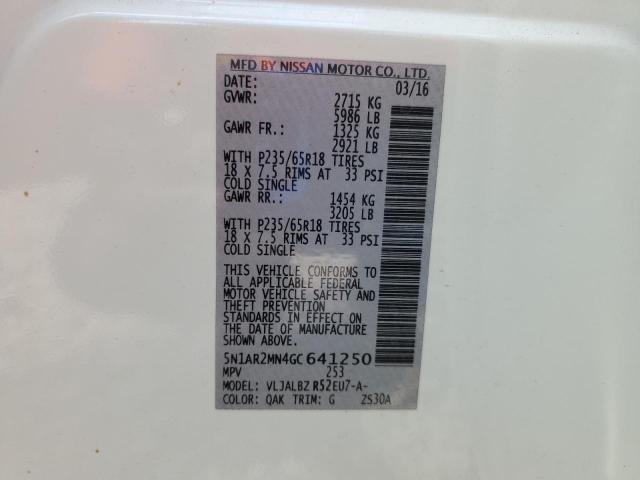 MFD BY NISSAN MOTOR CO., LTD.
DATE: 03/16
GVWR: 2715 KG
5986 LB
GAWR FR.: 1325 KG
2921 LB
WITH P235/65R18 TIRES
18 X 7.5 RIMS AT 33 PSI
COLD SINGLE
GAWR RR.: 1454 KG
3205 LB
WITH P235/65R18 TIRES
18 X 7.5 RIMS AT 33 PSI
COLD SINGLE
THIS VEHICLE CONFORMS TO
ALL APPLICABLE FEDERAL
MOTOR VEHICLE SAFETY AND
THEFT PREVENTION
STANDARDS IN EFFECT ON
THE DATE OF MANUFACTURE
SHOWN ABOVE.
5N1AR2MN4GC641250
MPV 253
MODEL: VLJALBZ R52EU7-A-
COLOR: QAK TRIM: G ZS30A